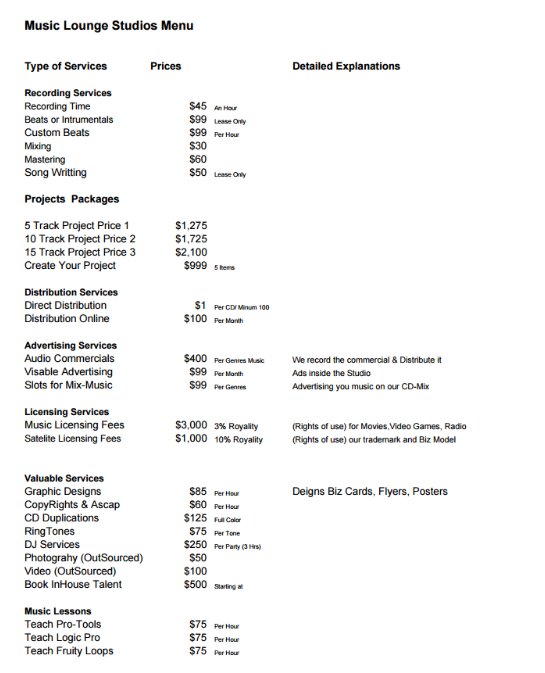 Music Lounge Studios Menu
Type of Services Prices Detailed Explanations
Recording Services
Recording Time $45 An Hour
Beats or Intrumentals $99 Lease Only
Custom Beats $99 Per Hour
Mixing $30
Mastering $60
Song Writting $50 Lease Only
Projects Packages
5 Track Project Price 1 $1,275
10 Track Project Price 2 $1,725
15 Track Project Price 3 $2,100
Create Your Project $999 5 Items
Distribution Services
Direct Distribution $1 Per CD/ Minum 100
Distribution Online $100 Per Month
Advertising Services
Audio Commercials $400 Per Genres Music We record the commercial & Distribute it
Visable Advertising $99 Per Month Ads inside the Studio
Slots for Mix-Music $99 Per Genres Advertising you music on our CD-Mix
Licensing Services
Music Licensing Fees $3,000 3% Royality (Rights of use) for Movies,Video Games, Radio
Satelite Licensing Fees $1,000 10% Royality (Rights of use) our trademark and Biz Model
Valuable Services
Graphic Designs $85 Per Hour Deigns Biz Cards, Flyers, Posters
CopyRights & Ascap $60 Per Hour
CD Duplications $125 Full Color
RingTones $75 Per Tone
DJ Services $250 Per Party (3 Hrs)
Photograhy (OutSourced) $50
Video (OutSourced) $100
Book InHouse Talent $500 Starting at
Music Lessons
Teach Pro-Tools $75 Per Hour
Teach Logic Pro $75 Per Hour
Teach Fruity Loops $75 Per Hour